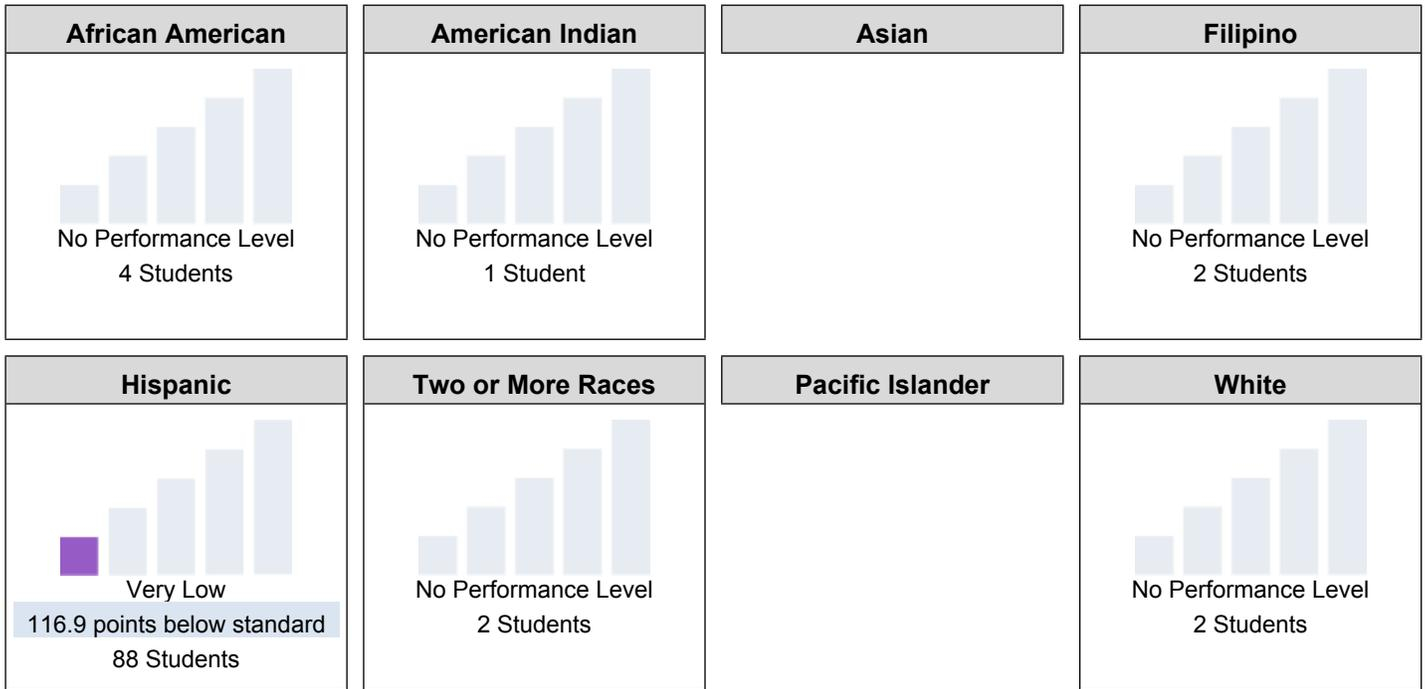 African American
No Performance Level
4 Students
American Indian
No Performance Level
1 Student
Asian
Filipino
No Performance Level
2 Students
Hispanic
Very Low
116.9 points below standard
88 Students
Two or More Races
No Performance Level
2 Students
Pacific Islander
White
No Performance Level
2 Students